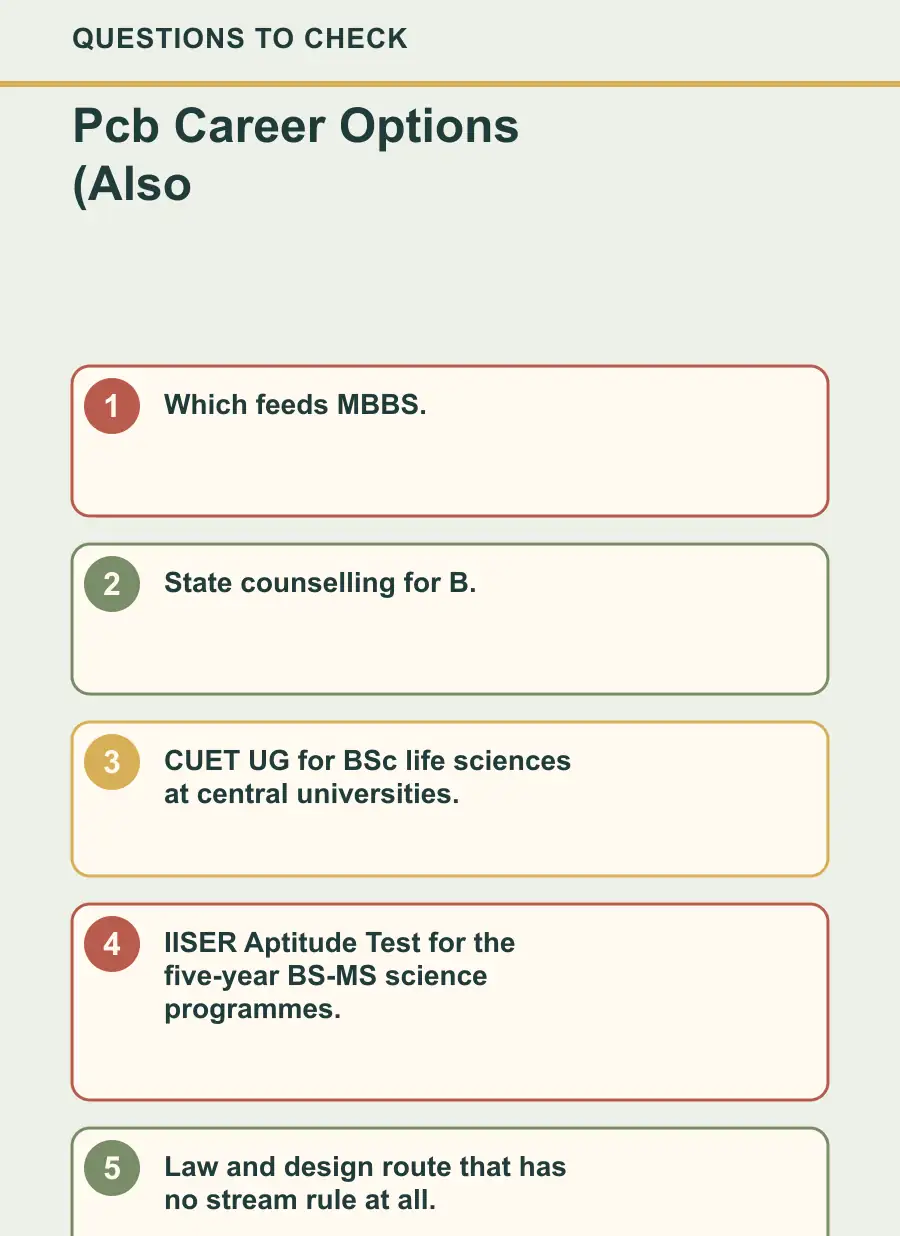 QUESTIONS TO CHECK
Pcb Career Options
(Also
1
Which feeds MBBS.
2
State counselling for B.
3
CUET UG for BSc life sciences
at central universities.
4
IISER Aptitude Test for the
five-year BS-MS science
programmes.
5
Law and design route that has
no stream rule at all.